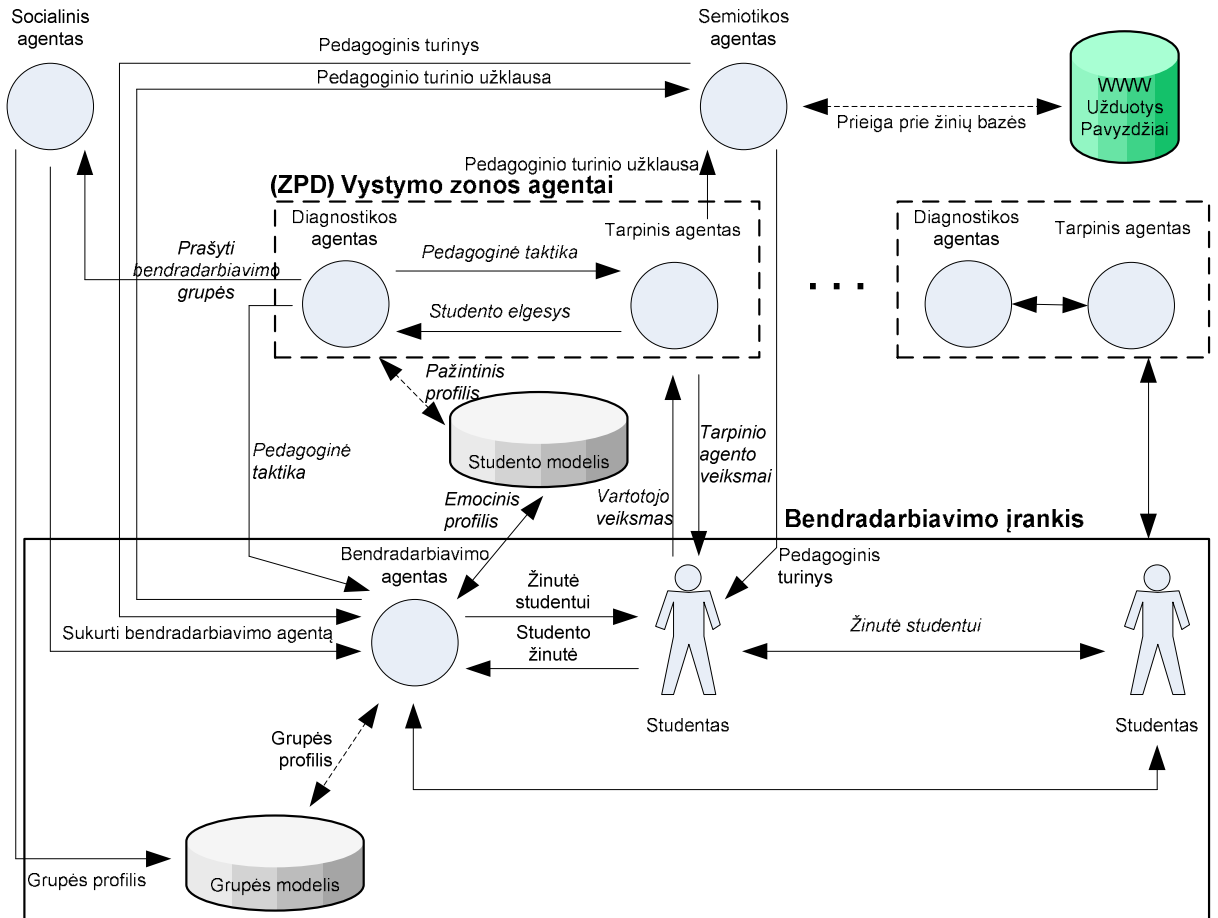 Socialinis
agentas
Semiotikos
agentas
Pedagoginis turinys
Pedagoginio turinio užklausa
WWW
Užduotys
Pavyzdžiai
Prieiga prie žinių bazės
Pedagoginio turinio užklausa
(ZPD) Vystymo zonos agentai
Diagnostikos
agentas
Tarpinis agentas
Diagnostikos
agentas
Tarpinis agentas
Prašyti
bendradarbiavimo
grupės
Pedagoginė taktika
Studento elgesys
. . .
Pažintinis
profilis
Studento modelis
Pedagoginė
taktika
Tarpinio
agento
veiksmai
Emocinis
profilis
Vartotojo
veiksmas
Bendradarbiavimo įrankis
Bendradarbiavimo
agentas
Pedagoginis
turinys
Žinutė
studentui
Studento
žinutė
Sukurti bendradarbiavimo agentą
Žinutė studentui
Studentas
Studentas
Grupės
profilis
Grupės profilis
Grupės modelis